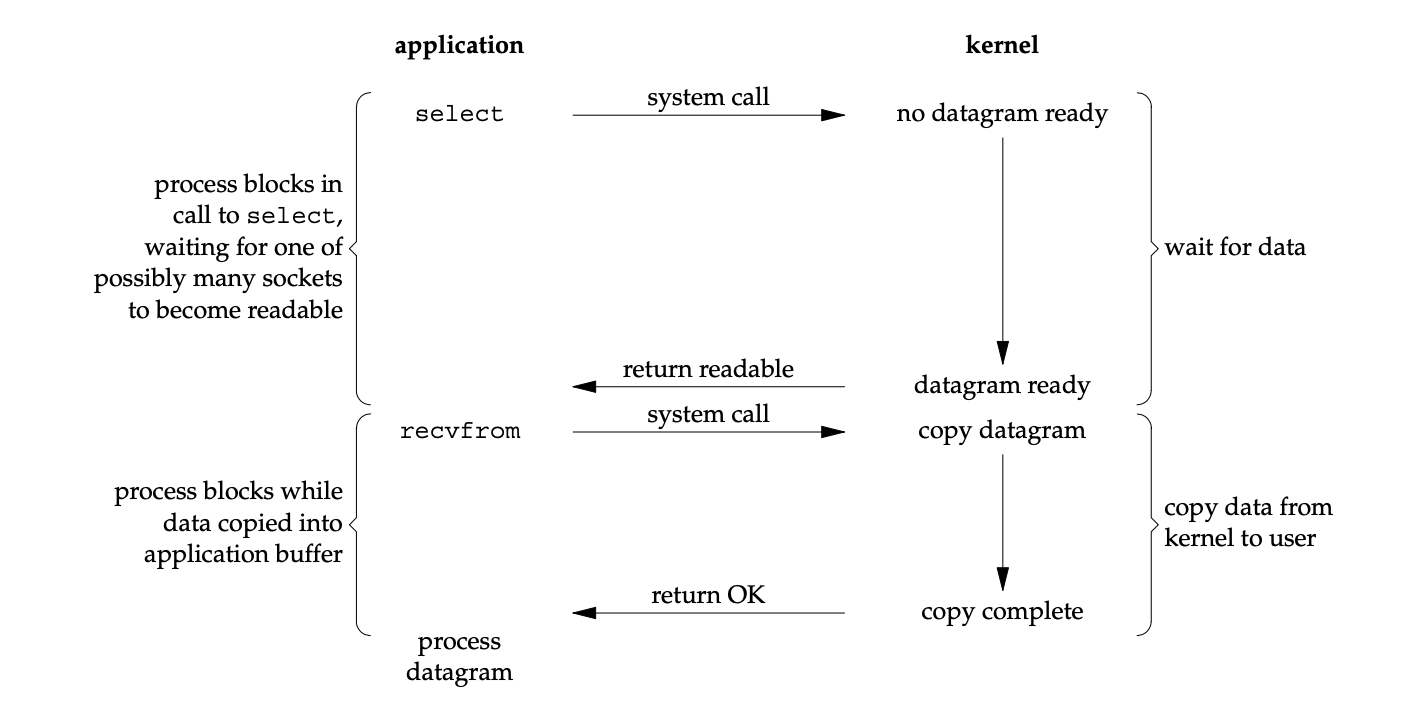 application
kernel
select
system call
no datagram ready
process blocks in
call to select,
waiting for one of
possibly many sockets
to become readable
wait for data
return readable
datagram ready
recvfrom
system call
copy datagram
process blocks while
data copied into
application buffer
copy data from
kernel to user
return OK
copy complete
process
datagram